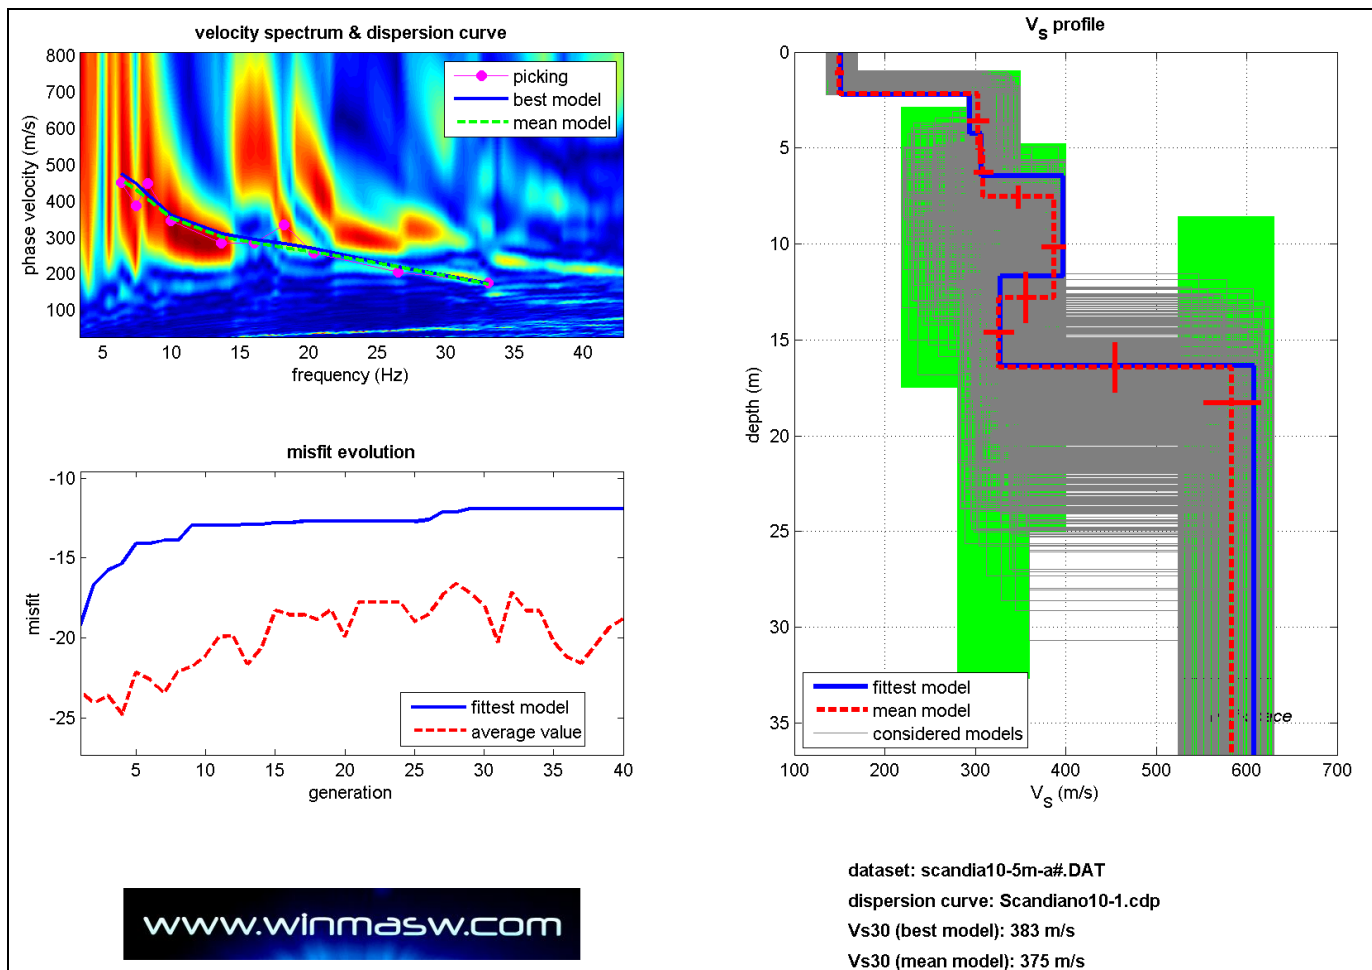 velocity spectrum & dispersion curve
800
700
600
500
400
300
200
100
phase velocity (m/s)
picking
best model
mean model
5 10 15 20 25 30 35 40
frequency (Hz)
misfit evolution
-10
-15
-20
-25
misfit
fittest model
average value
5 10 15 20 25 30 35 40
generation
www.winmasw.com
VS profile
0
5
10
15
20
25
30
35
depth (m)
fittest model
mean model
considered models
100 200 300 400 500 600 700
VS (m/s)
dataset: scandia10-5m-a#.DAT
dispersion curve: Scandiano10-1.cdp
Vs30 (best model): 383 m/s
Vs30 (mean model): 375 m/s